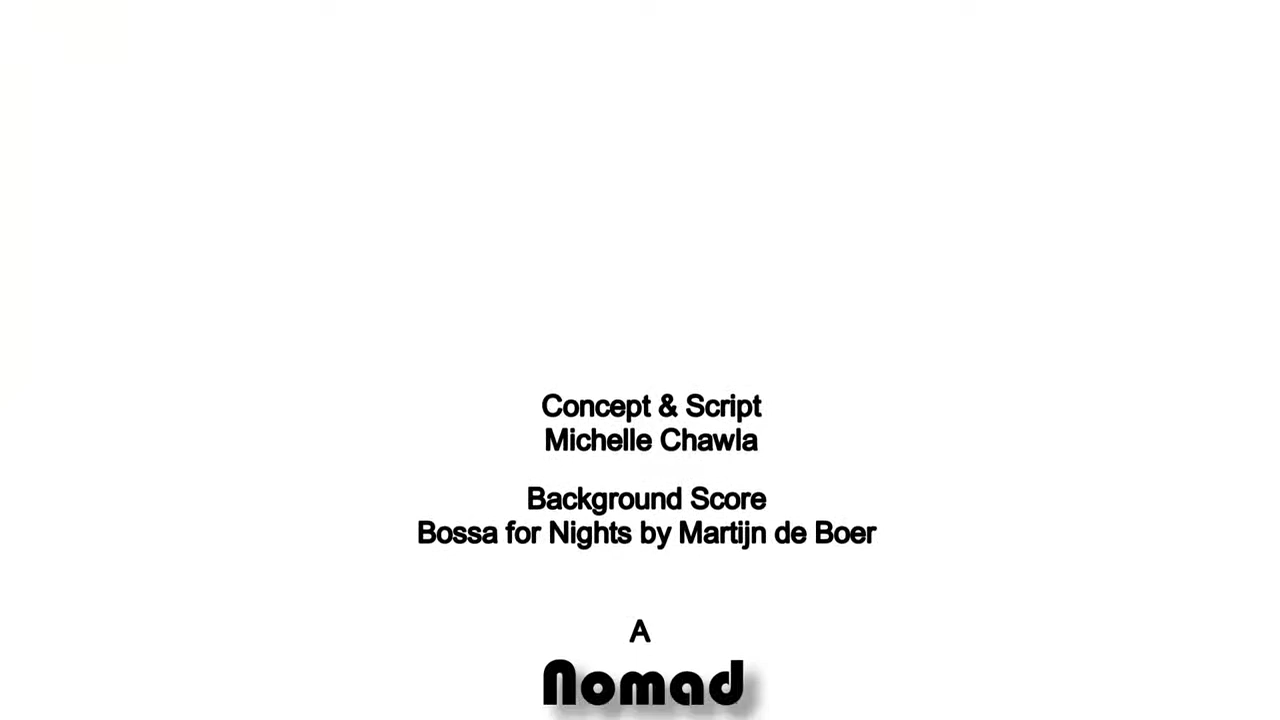 Concept & Script
Michelle Chawla
Background Score
Bossa for Nights by Martijn de Boer
A
Nomad